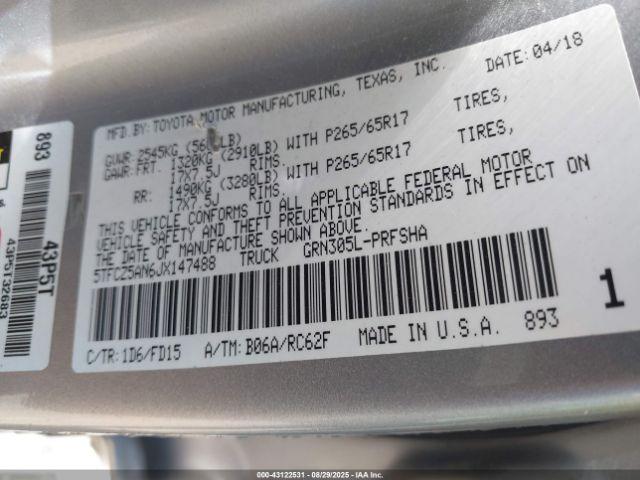 MFD.BY:TOYOTA MOTOR MANUFACTURING, TEXAS, INC. DATE:04/18
GVWR:2545KG
GAWR:FRT. 1320KG (2910LB) WITH P265/65R17 TIRES,
17X7.5J RIMS.
RR: 1490KG (3280LB) WITH P265/65R17 TIRES,
17X7.5J RIMS.
THIS VEHICLE CONFORMS TO ALL APPLICABLE FEDERAL MOTOR
VEHICLE SAFETY AND THEFT PREVENTION STANDARDS IN EFFECT ON
THE DATE OF MANUFACTURE SHOWN ABOVE.
5TFCZ5AN6JX147488 TRUCK GRN305L-PRFSHA
C/TR:1D6/FD15 A/TM:B06A/RC62F MADE IN U.S.A. 893
1
893
43P5T
43P5T32683
000-43122531 - 08/29/2025 - IAAI.COM